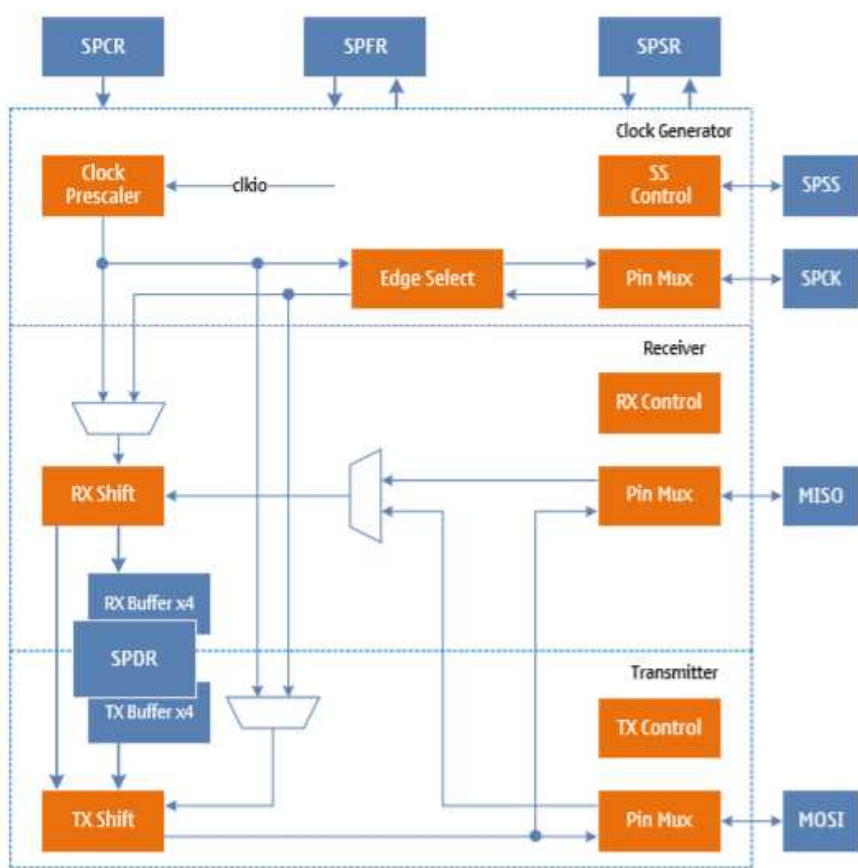 SPCR
SPFR
SPSR
Clock Generator
Clock
Prescaler
clkio
SS
Control
SPSS
Edge Select
Pin Mux
SPCK
Receiver
RX Control
RX Shift
Pin Mux
MISO
RX Buffer x4
SPDR
TX Buffer x4
Transmitter
TX Control
TX Shift
Pin Mux
MOSI